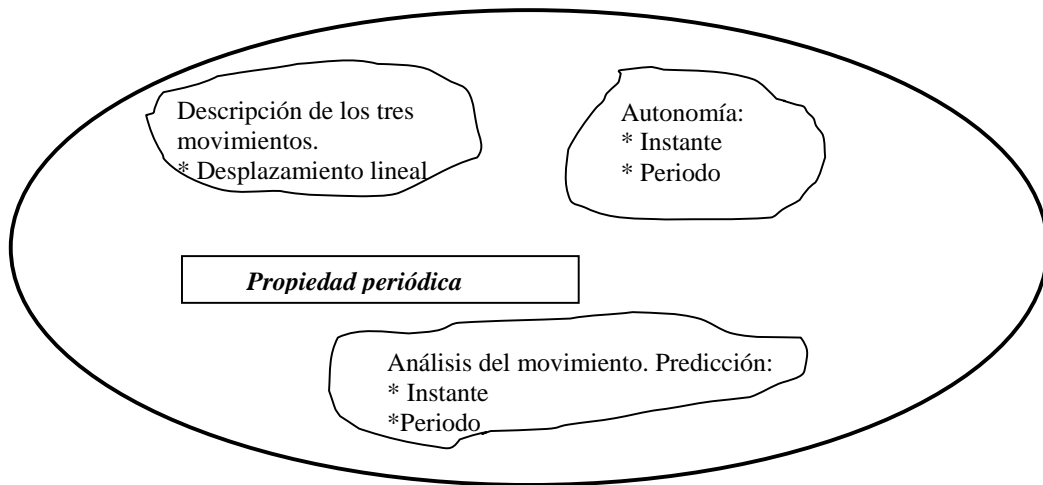 Descripción de los tres
movimientos.
* Desplazamiento lineal
Autonomía:
* Instante
* Periodo
Propiedad periódica
Análisis del movimiento. Predicción:
* Instante
*Periodo